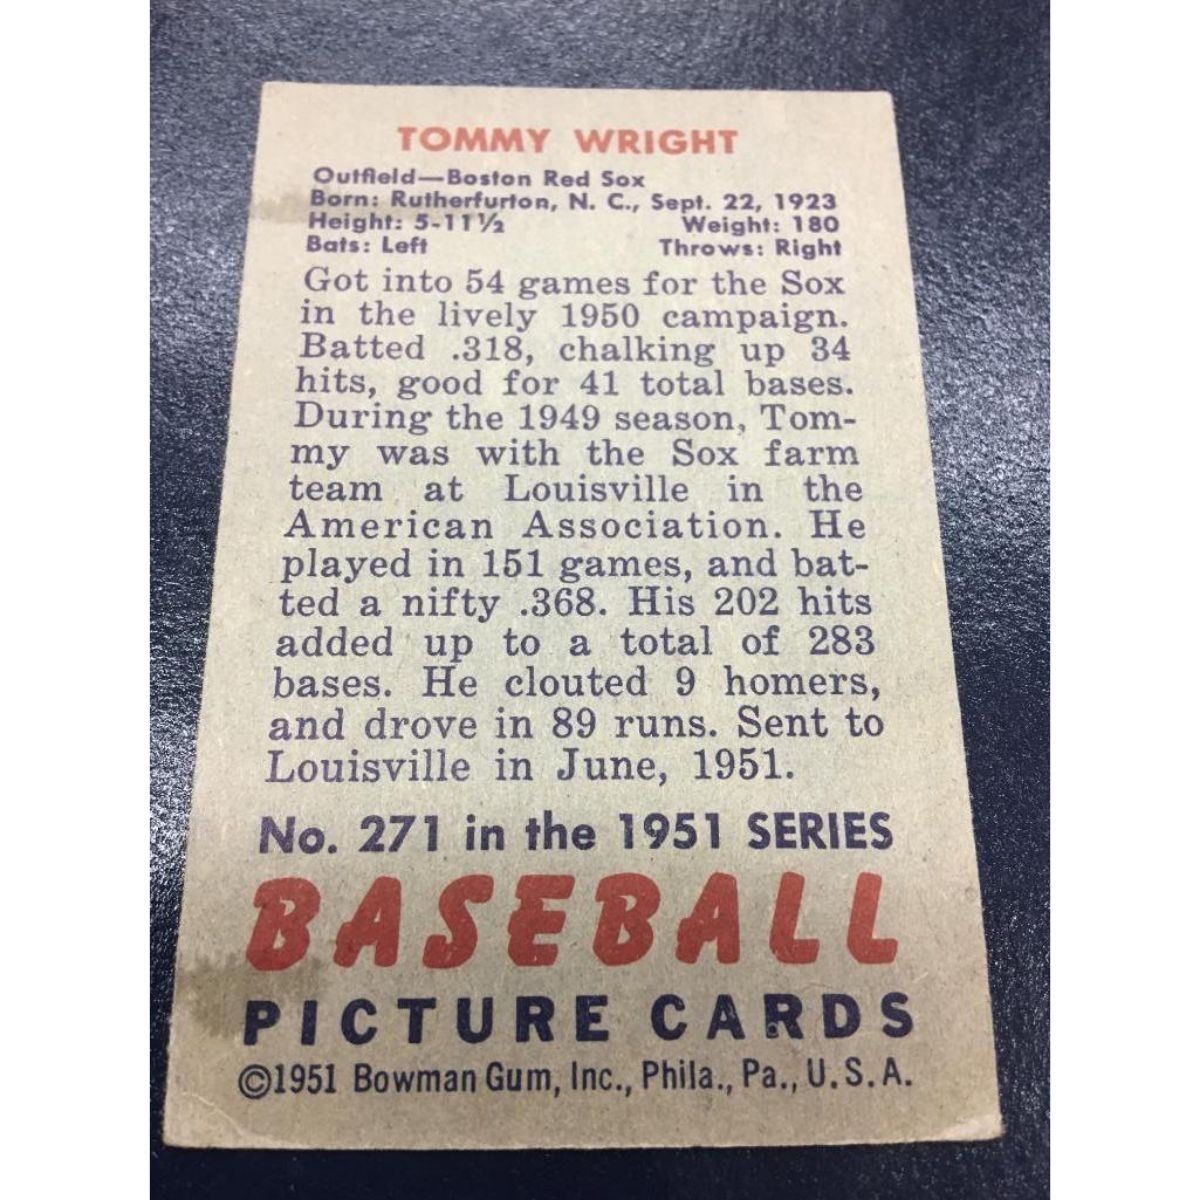 TOMMY WRIGHT
Outfield—Boston Red Sox
Born: Rutherfurton, N. C., Sept. 22, 1923
Height: 5-11½ Weight: 180
Bats: Left Throws: Right
Got into 54 games for the Sox
in the lively 1950 campaign.
Batted .318, chalking up 34
hits, good for 41 total bases.
During the 1949 season, Tom-
my was with the Sox farm
team at Louisville in the
American Association. He
played in 151 games, and bat-
ted a nifty .368. His 202 hits
added up to a total of 283
bases. He clouted 9 homers,
and drove in 89 runs. Sent to
Louisville in June, 1951.
No. 271 in the 1951 SERIES
BASEBALL
PICTURE CARDS
©1951 Bowman Gum, Inc., Phila., Pa., U. S. A.